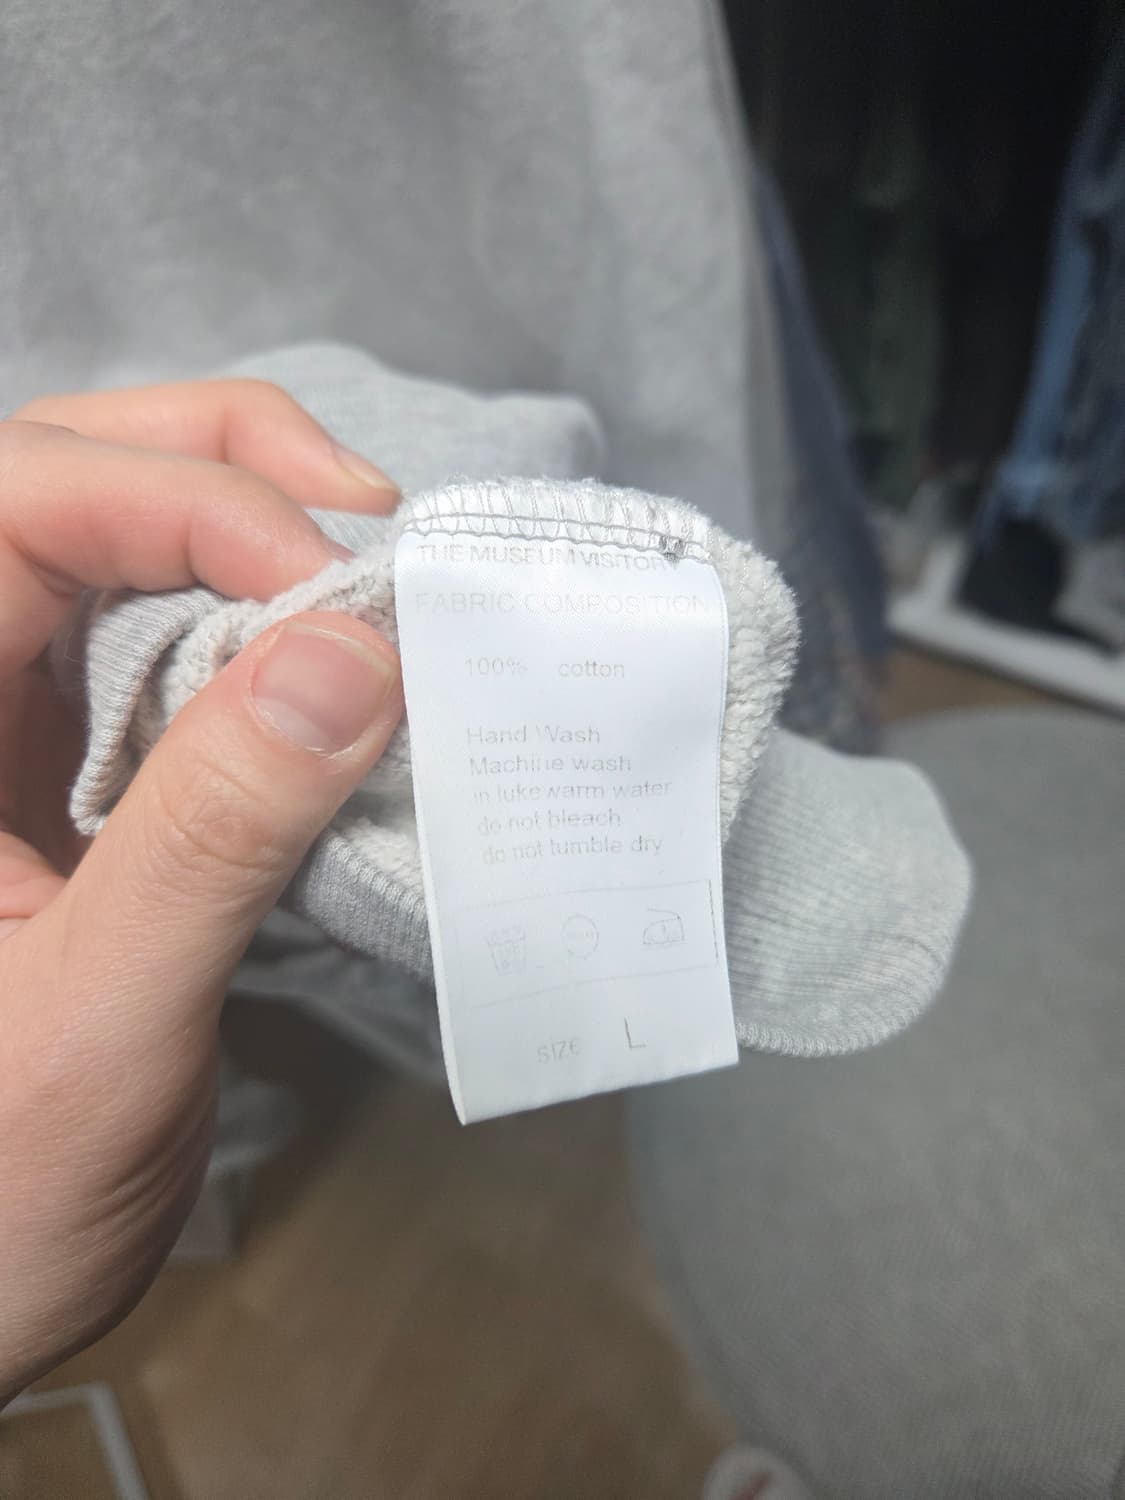 THE MUSEUM VISITOR
FABRIC COMPOSITION
100% cotton
Hand Wash
Machine wash
in luke warm water
do not bleach
do not tumble dry
SIZE L